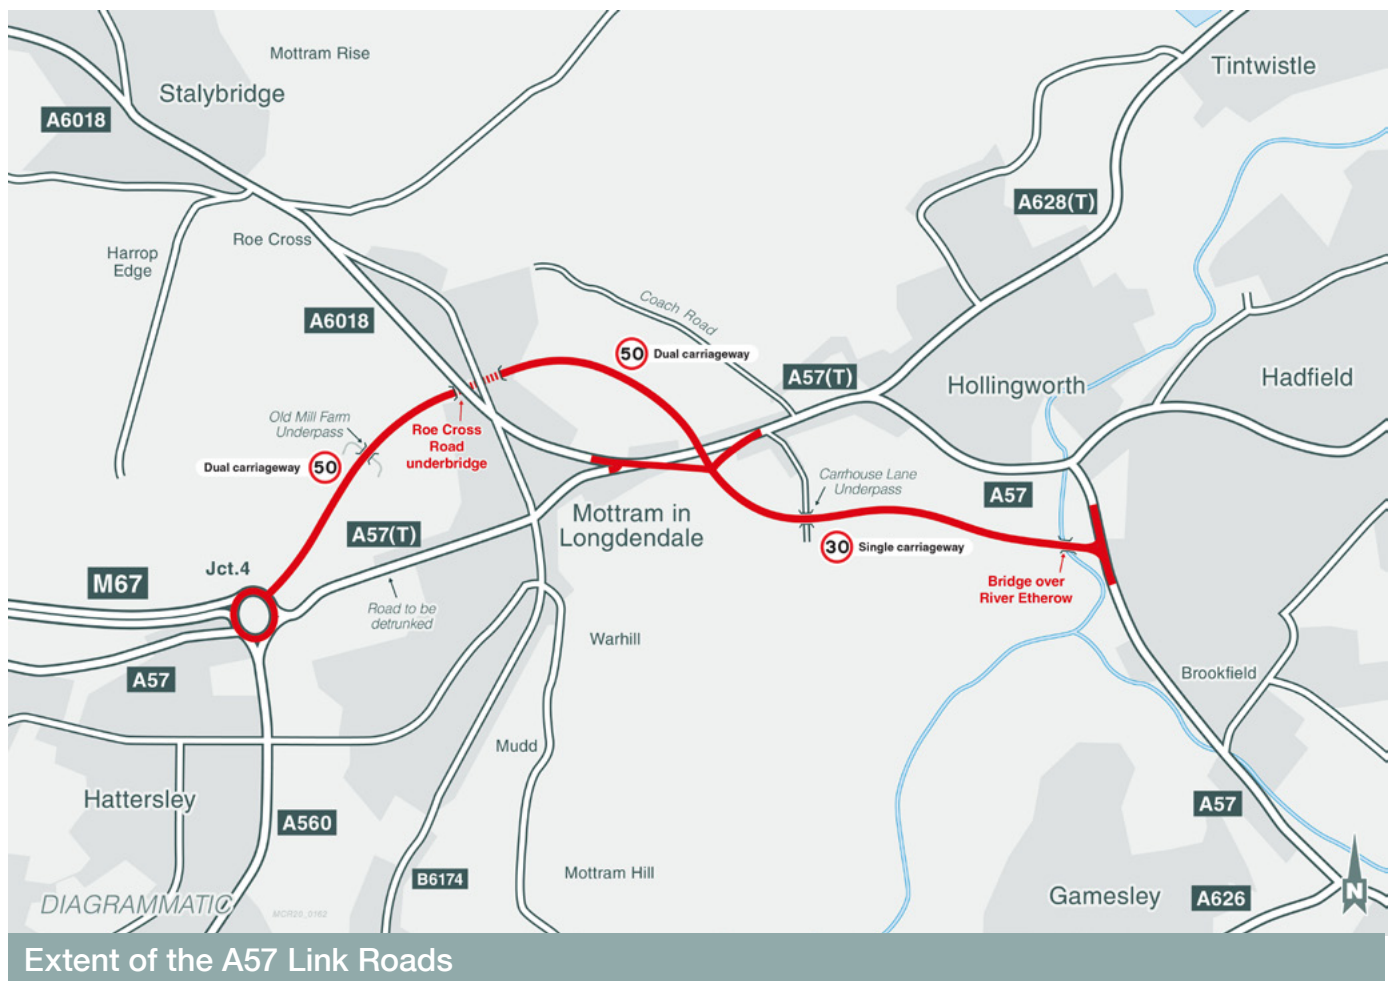 Mottram Rise
Tintwistle
Stalybridge
A6018
A628(T)
Roe Cross
Harrop
Edge
Coach Road
A6018
50 Dual carriageway
A57(T)
Hollingworth
Hadfield
Old Mill Farm
Underpass
Roe Cross
Road
underbridge
Dual carriageway 50
Carrhouse Lane
Underpass
A57
Mottram in
Longdendale
A57(T)
30 Single carriageway
Jct.4
M67
Bridge over
River Etherow
Road to be
detrunked
Warhill
A57
Brookfield
Mudd
Hattersley
A560
A57
Mottram Hill
B6174
Gamesley
A626
N
DIAGRAMMATIC
MCR20_0162
Extent of the A57 Link Roads